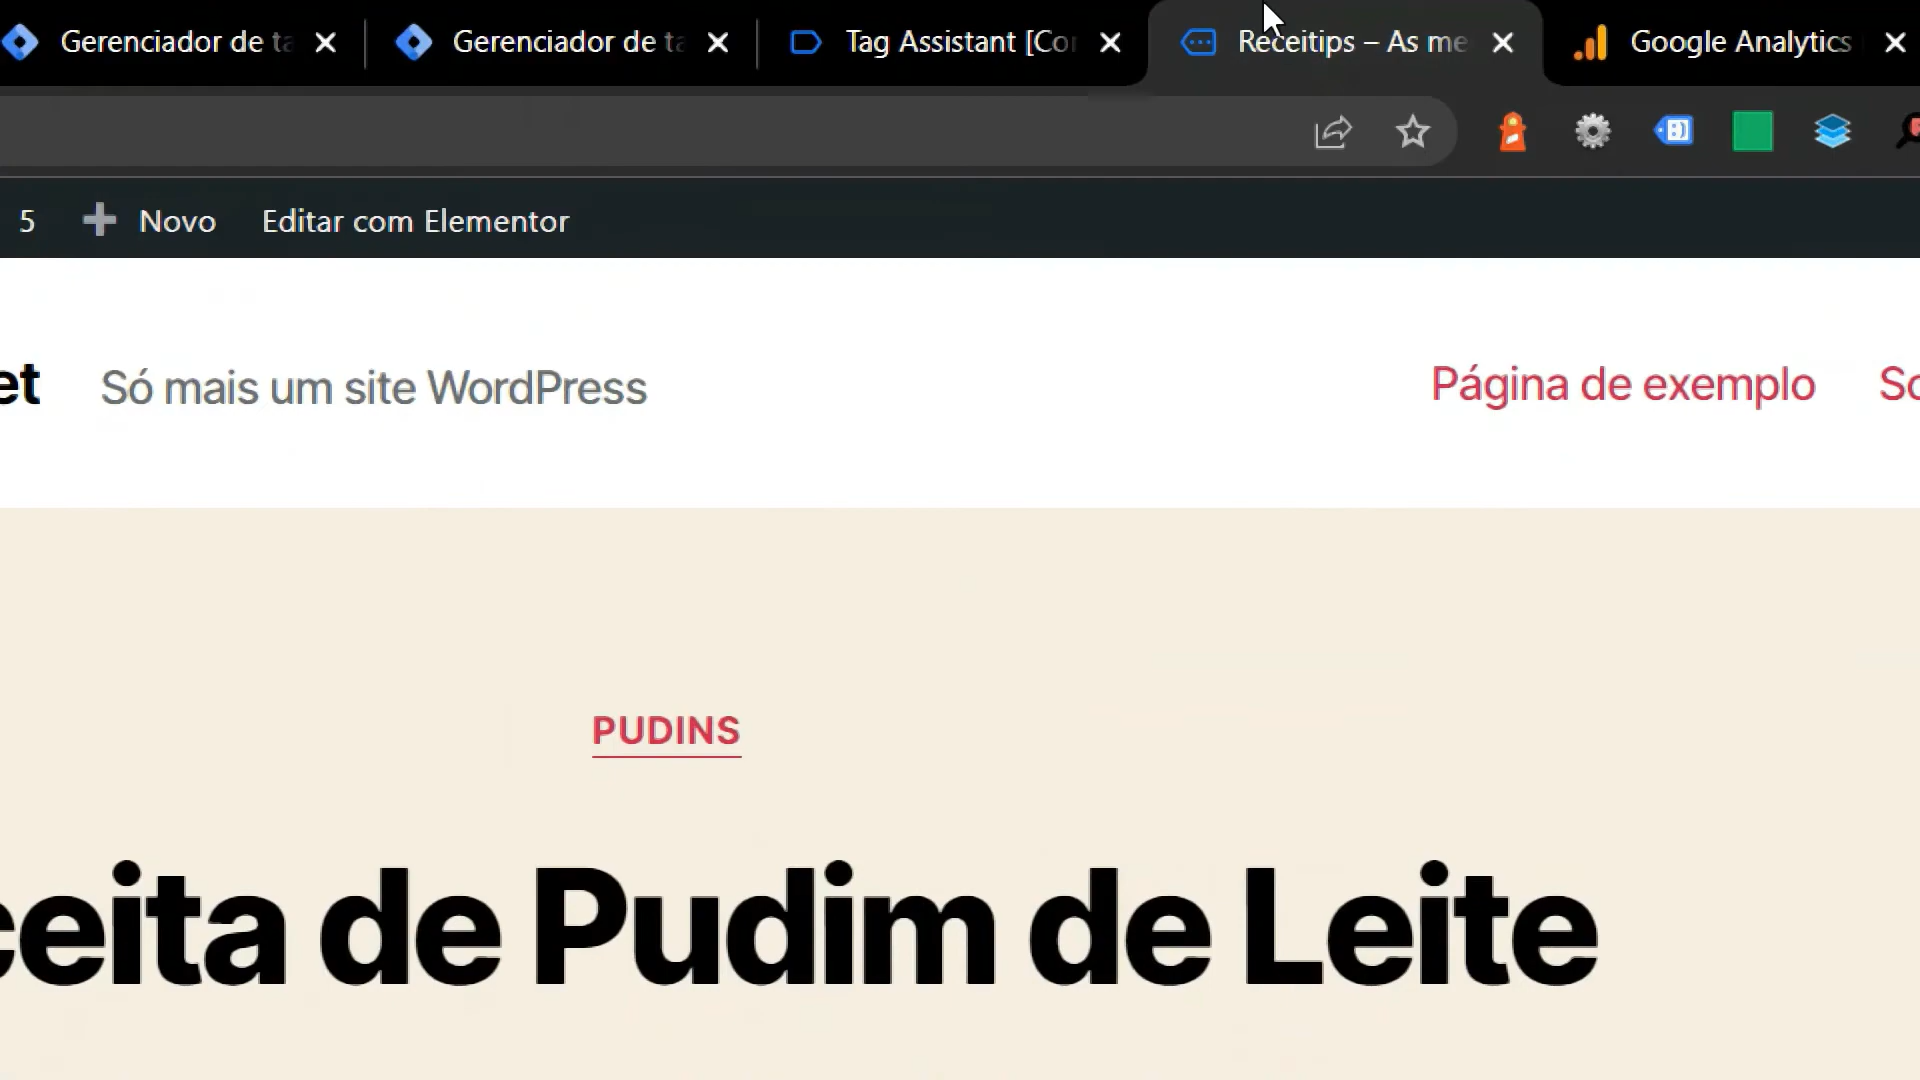 Gerenciador de ta
Gerenciador de ta
Tag Assistant [Co
Receitips – As me
Google Analytics
5
Novo
Editar com Elementor
et
Só mais um site WordPress
Página de exemplo
So
PUDINS
ceita de Pudim de Leite